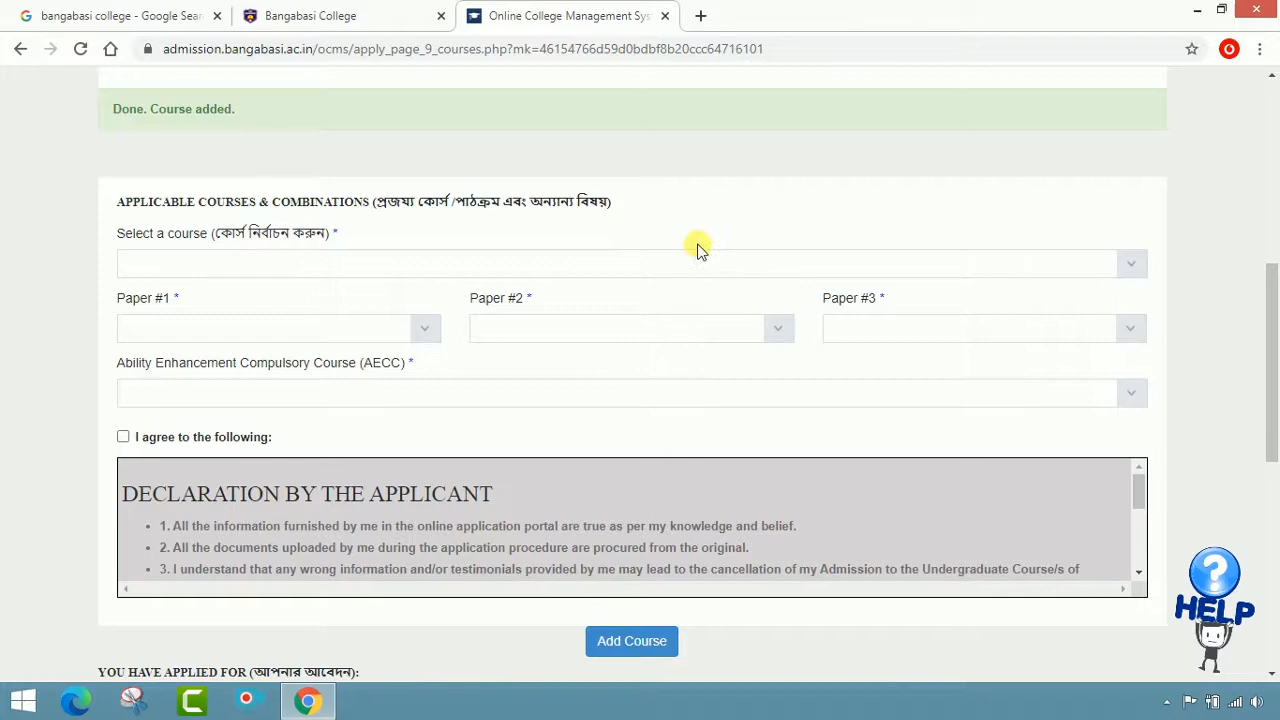 bangabasi college - Google Sear
Bangabasi College
Online College Management Sys
admission.bangabasi.ac.in/ocms/apply_page_9_courses.php?mk=46154766d59d0bdbf8b20ccc64716101
Done. Course added.
APPLICABLE COURSES & COMBINATIONS (প্রজয্য কোর্স /পাঠক্রম এবং অন্যান্য বিষয়)
Select a course (কোর্স নির্বাচন করুন) *
Paper #1 *
Paper #2 *
Paper #3 *
Ability Enhancement Compulsory Course (AECC) *
I agree to the following:
DECLARATION BY THE APPLICANT
• 1. All the information furnished by me in the online application portal are true as per my knowledge and belief.
• 2. All the documents uploaded by me during the application procedure are procured from the original.
• 3. I understand that any wrong information and/or testimonials provided by me may lead to the cancellation of my Admission to the Undergraduate Course/s of
?
HELP
Add Course
YOU HAVE APPLIED FOR (আপনার আবেদন):